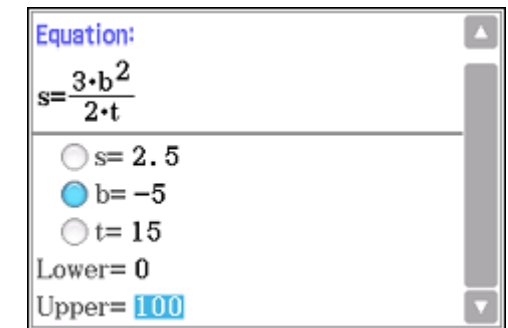 Equation:
s=3·b²/2·t
s= 2.5
b= −5
t= 15
Lower= 0
Upper= 100